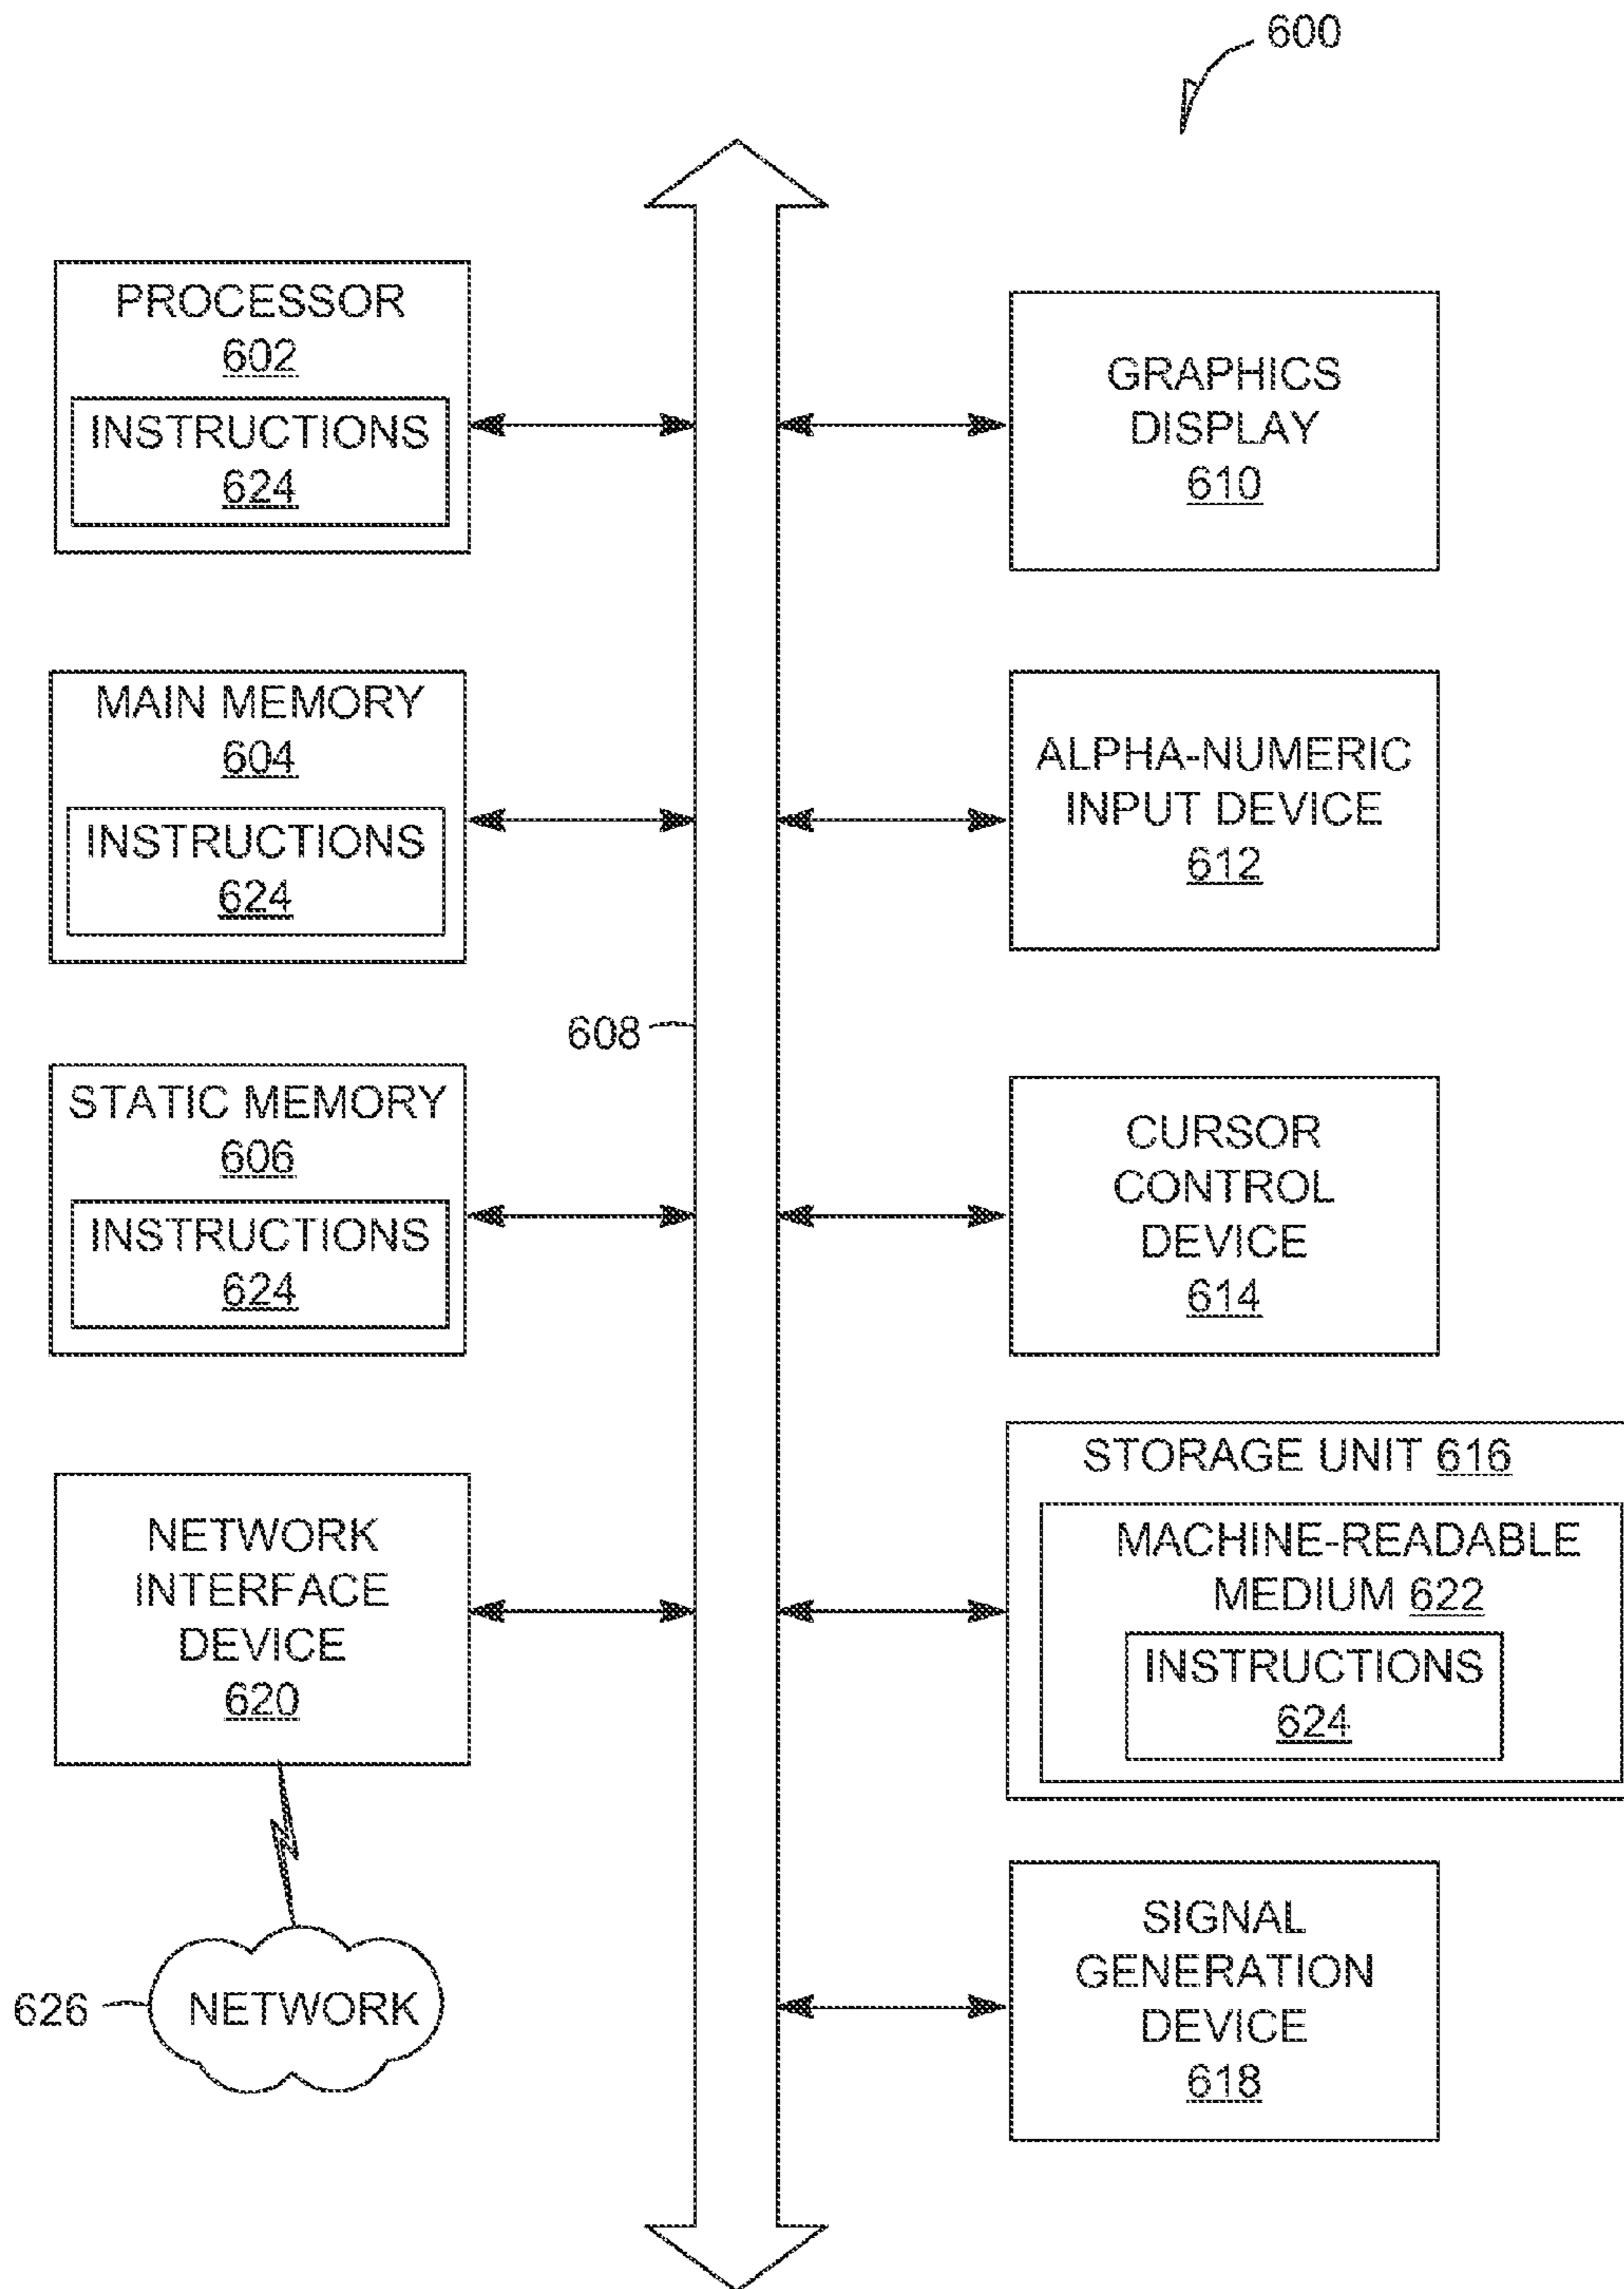 600
PROCESSOR
602
INSTRUCTIONS
624
GRAPHICS
DISPLAY
610
MAIN MEMORY
604
INSTRUCTIONS
624
ALPHA-NUMERIC
INPUT DEVICE
612
608
STATIC MEMORY
606
INSTRUCTIONS
624
CURSOR
CONTROL
DEVICE
614
NETWORK
INTERFACE
DEVICE
620
STORAGE UNIT 616
MACHINE-READABLE
MEDIUM 622
INSTRUCTIONS
624
626
NETWORK
SIGNAL
GENERATION
DEVICE
618